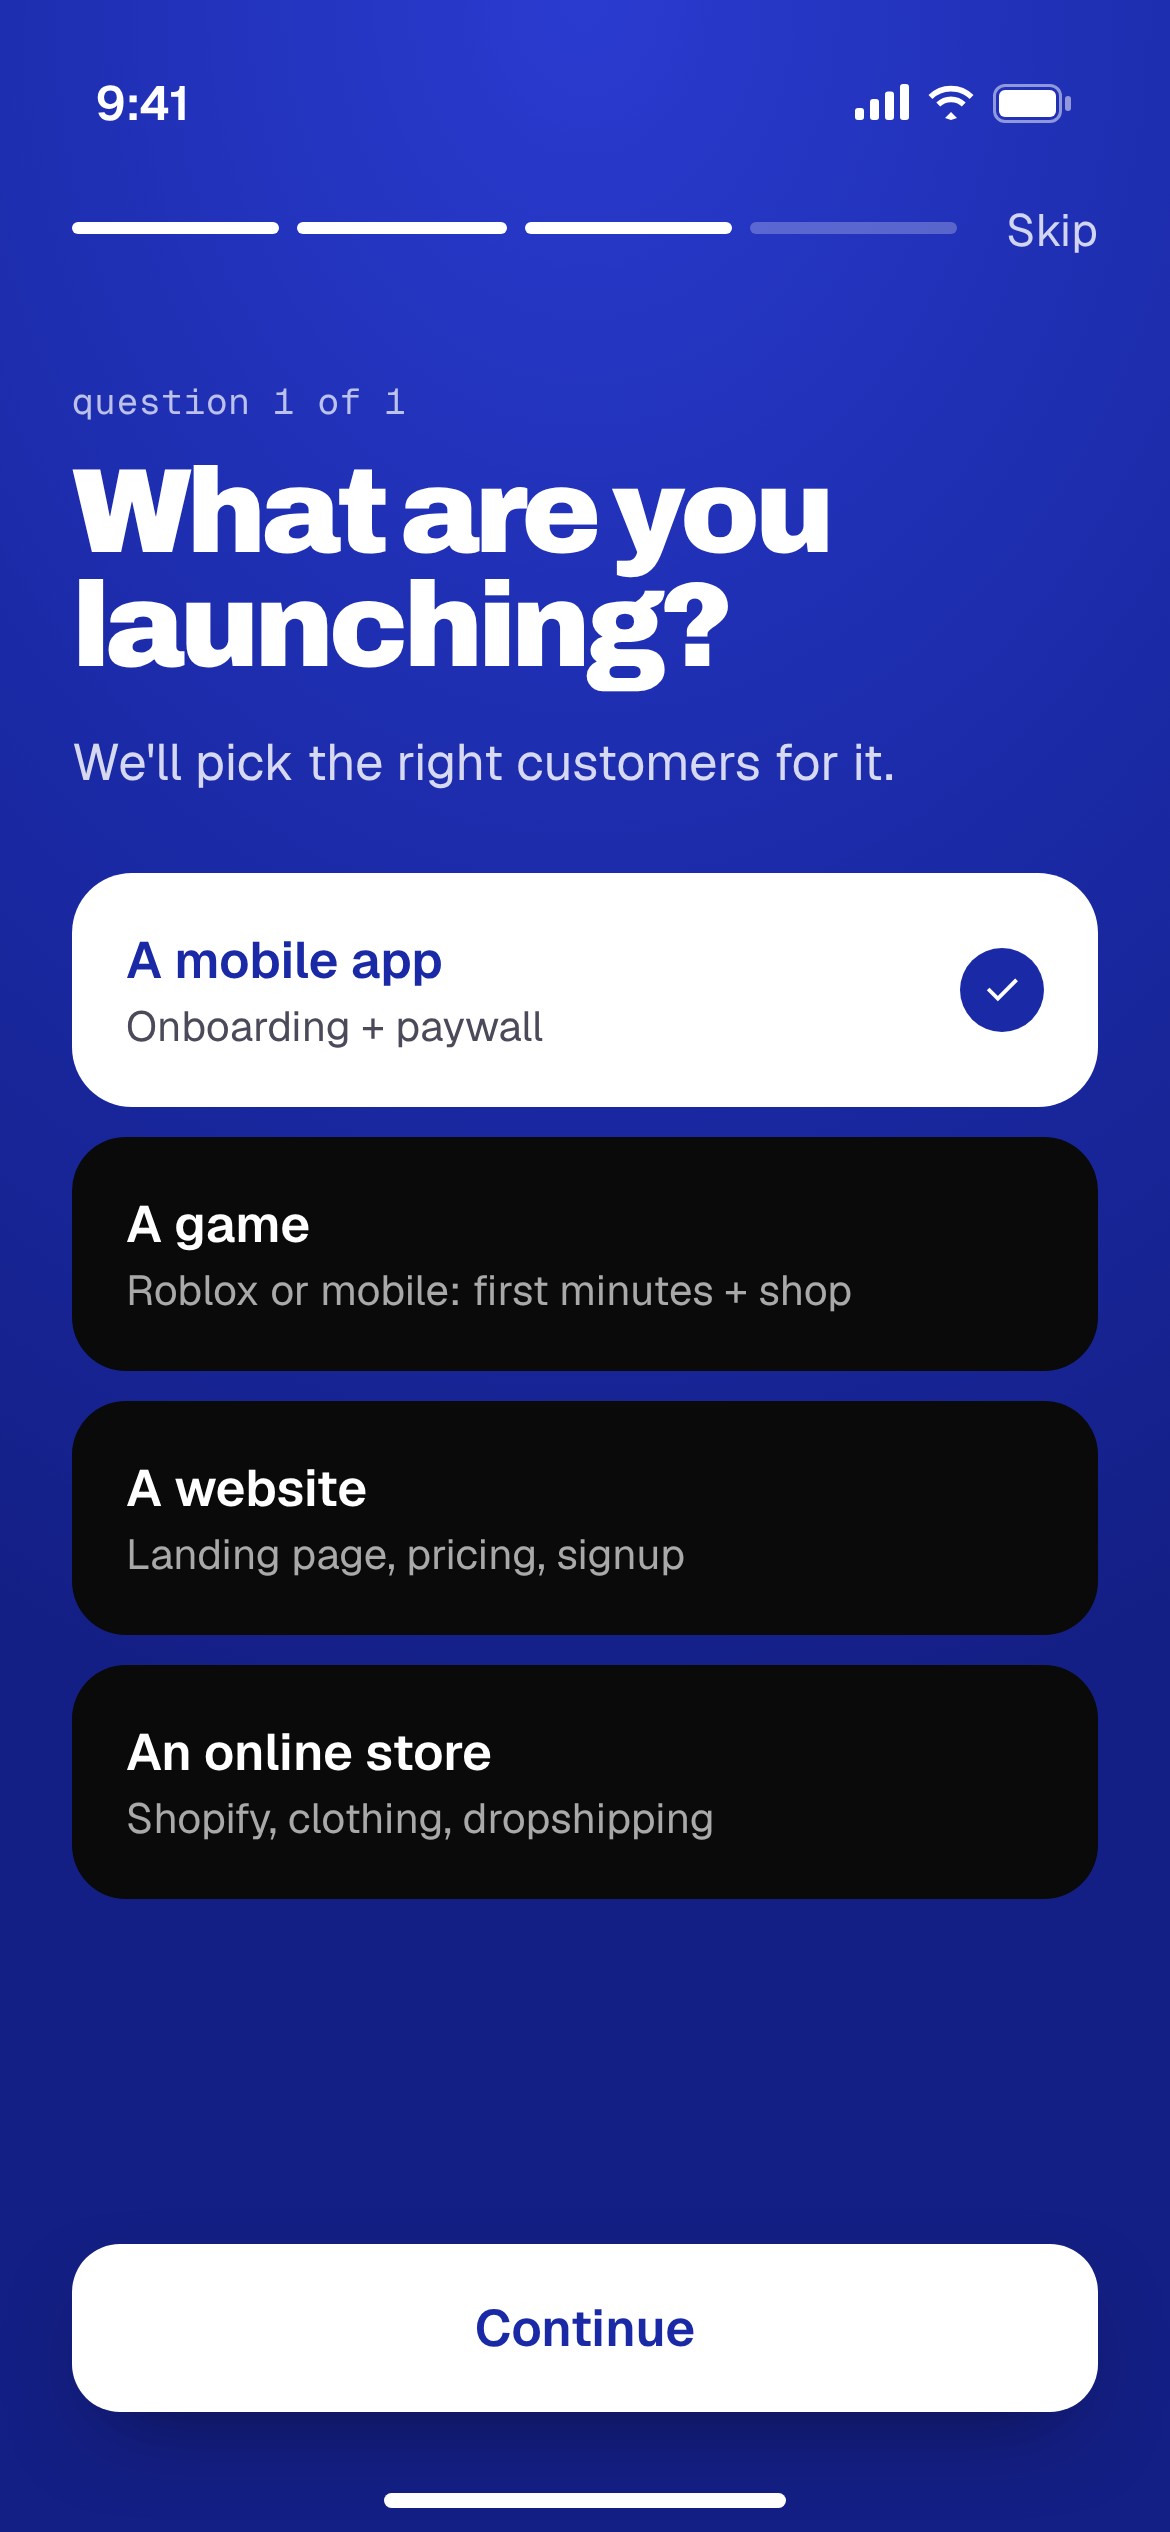 9:41
Skip
question 1 of 1
What are you
launching?
We'll pick the right customers for it.
A mobile app
Onboarding + paywall
A game
Roblox or mobile: first minutes + shop
A website
Landing page, pricing, signup
An online store
Shopify, clothing, dropshipping
Continue